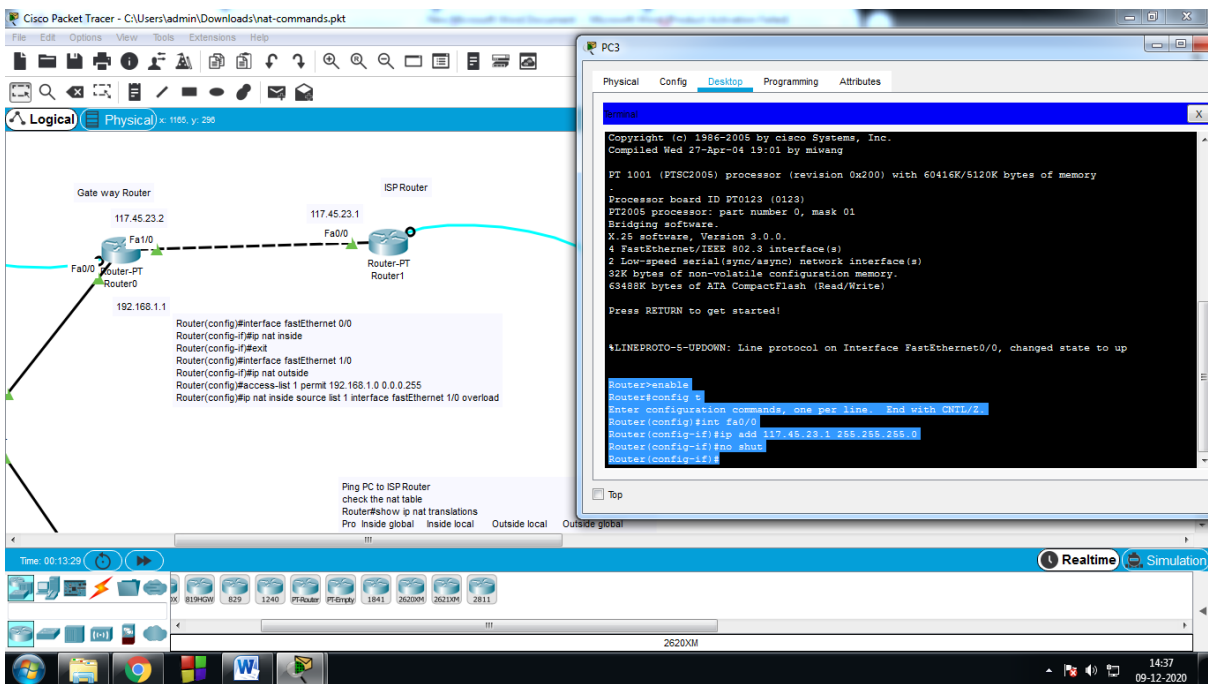 Cisco Packet Tracer - C:\Users\admin\Downloads\nat-commands.pkt
File Edit Options View Tools Extensions Help
Logical
Physical x: 1165, y: 296
Gate way Router
117.45.23.2
Fa1/0
Fa0/0
Router-PT
Router0
192.168.1.1
ISP Router
117.45.23.1
Fa0/0
Router-PT
Router1
Router(config)#interface fastEthernet 0/0
Router(config-if)#ip nat inside
Router(config-if)#exit
Router(config)#interface fastEthernet 1/0
Router(config-if)#ip nat outside
Router(config)#access-list 1 permit 192.168.1.0 0.0.0.255
Router(config)#ip nat inside source list 1 interface fastEthernet 1/0 overload
Ping PC to ISP Router
check the nat table
Router#show ip nat translations
Pro Inside global Inside local Outside local Outside global
PC3
Physical Config Desktop Programming Attributes
Terminal
X
Copyright (c) 1986-2005 by cisco Systems, Inc.
Compiled Wed 27-Apr-04 19:01 by miwang
PT 1001 (PTSC2005) processor (revision 0x200) with 60416K/5120K bytes of memory
.
Processor board ID PT0123 (0123)
PT2005 processor: part number 0, mask 01
Bridging software.
X.25 software, Version 3.0.0.
4 FastEthernet/IEEE 802.3 interface(s)
2 Low-speed serial(sync/async) network interface(s)
32K bytes of non-volatile configuration memory.
63488K bytes of ATA CompactFlash (Read/Write)
Press RETURN to get started!
%LINEPROTO-5-UPDOWN: Line protocol on Interface FastEthernet0/0, changed state to up
Router>enable
Router#config t
Enter configuration commands, one per line. End with CNTL/Z.
Router(config)#int fa0/0
Router(config-if)#ip add 117.45.23.1 255.255.255.0
Router(config-if)#no shut
Router(config-if)#
Top
Time: 00:13:29
Realtime
Simulation
819HGW 829 1240 PT-Router PT-Empty 1841 2620XM 2621XM 2811
2620XM
14:37
09-12-2020